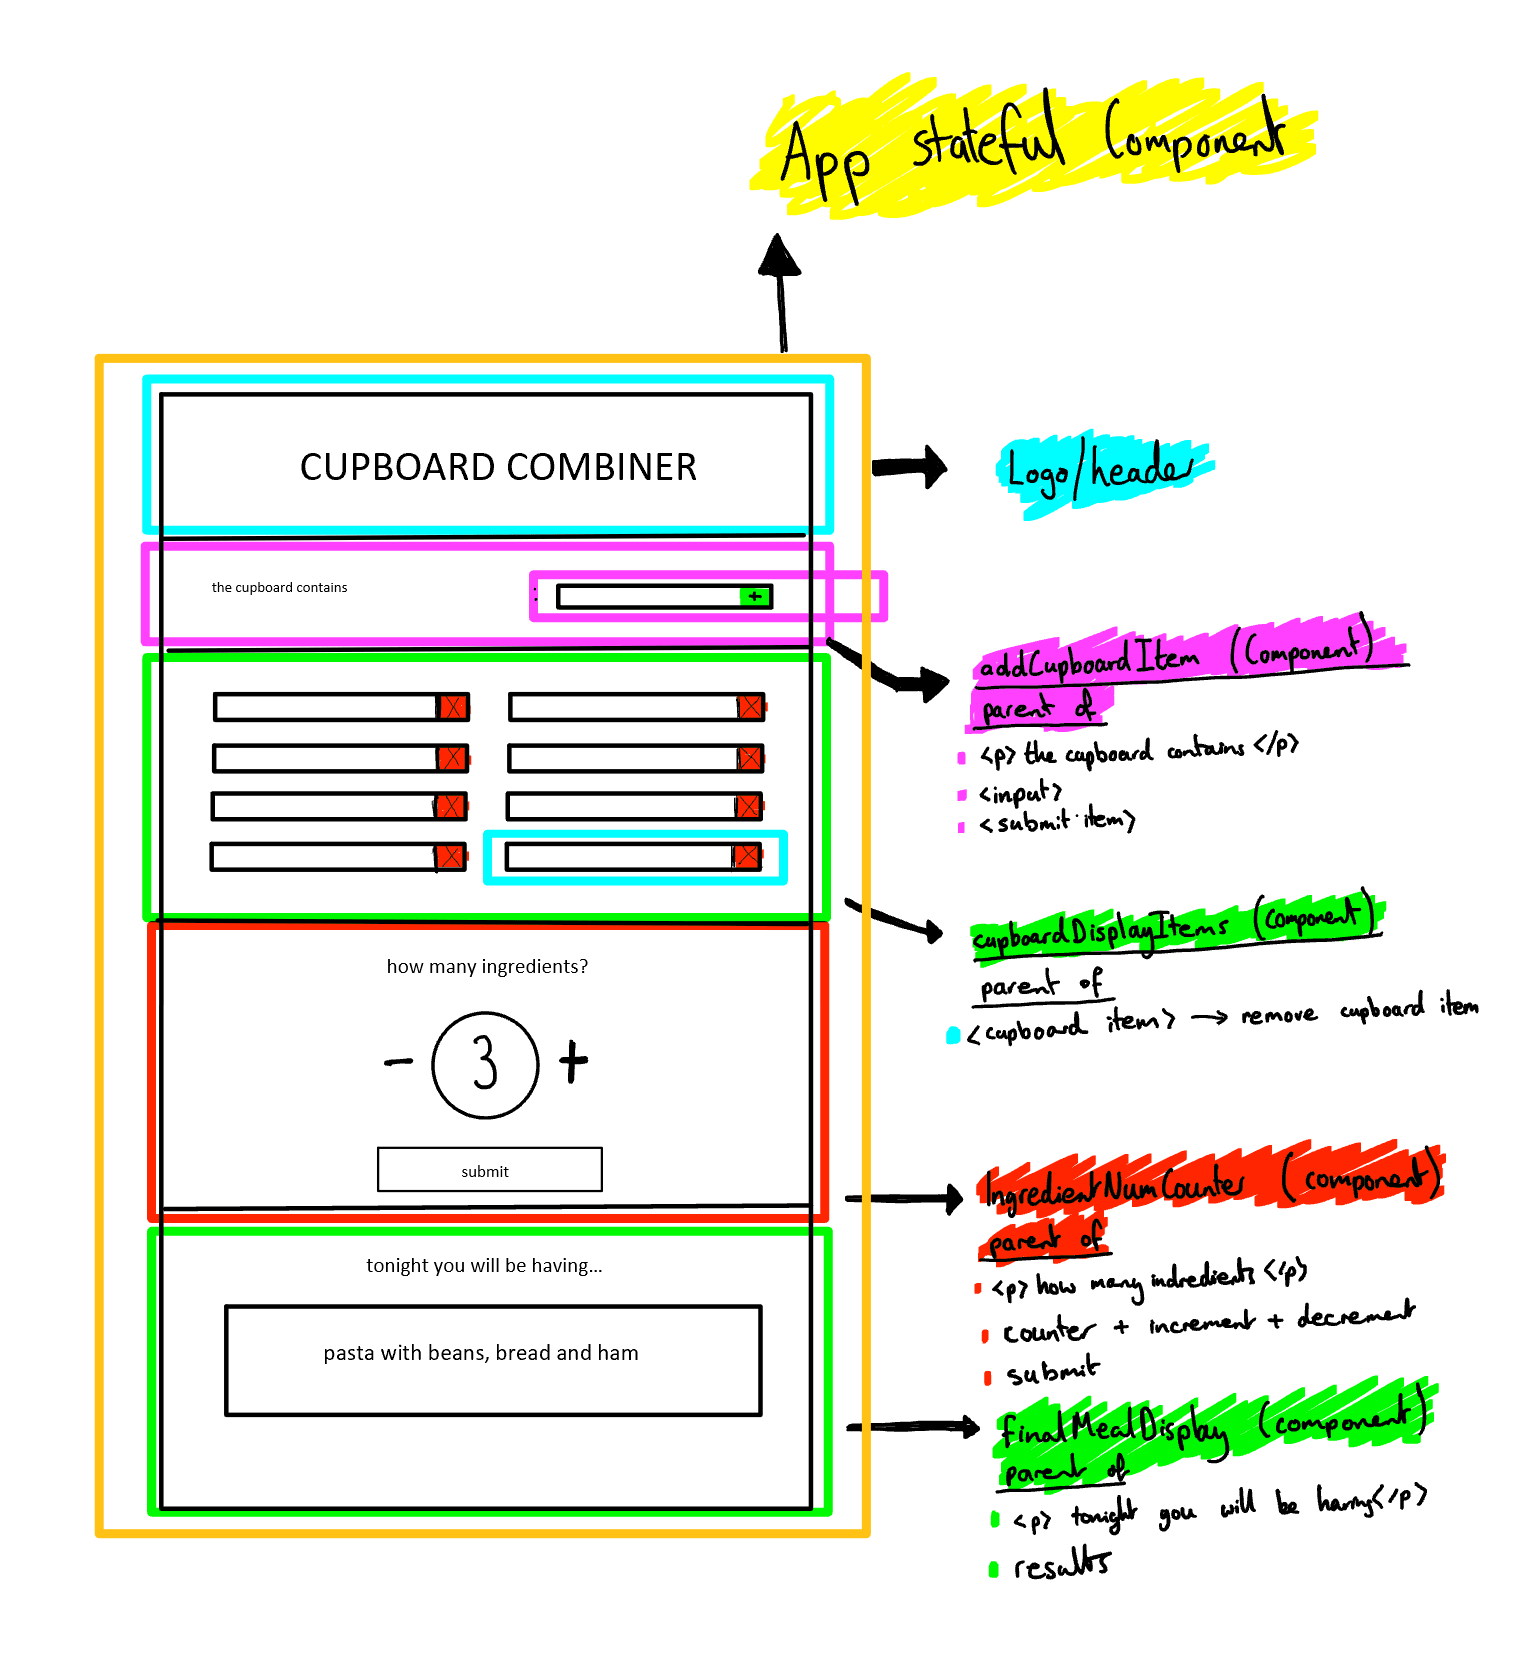 App stateful Component
CUPBOARD COMBINER
Logo/header
the cupboard contains
+
addCupboardItem (Component)
parent of
<p> the cupboard contains </p>
<input>
<submit item>
cupboardDisplayItems (component)
parent of
<cupboard item> → remove cupboard item
how many ingredients?
- 3 +
submit
IngredientNumCounter (component)
parent of
<p> how many indredients </p>
counter + increment + decrement
submit
tonight you will be having...
pasta with beans, bread and ham
finalMealDisplay (component)
parent of
<p> tonight you will be having </p>
results